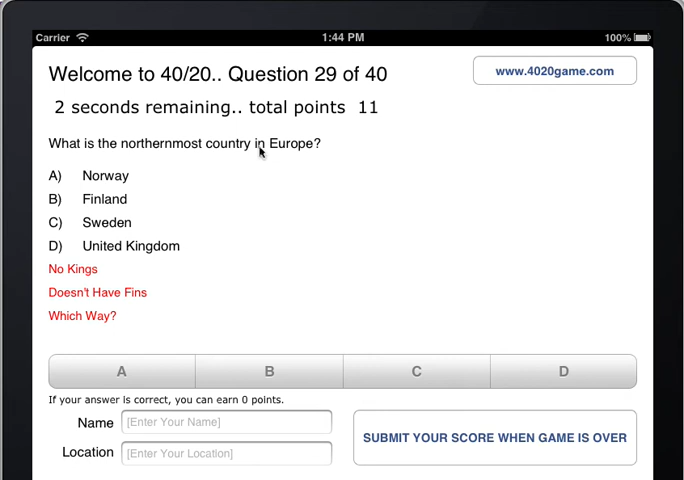 Carrier 1:44 PM 100%
Welcome to 40/20.. Question 29 of 40
www.4020game.com
2 seconds remaining.. total points 11
What is the northernmost country in Europe?
A) Norway
B) Finland
C) Sweden
D) United Kingdom
No Kings
Doesn't Have Fins
Which Way?
A B C D
If your answer is correct, you can earn 0 points.
Name [Enter Your Name]
Location [Enter Your Location]
SUBMIT YOUR SCORE WHEN GAME IS OVER